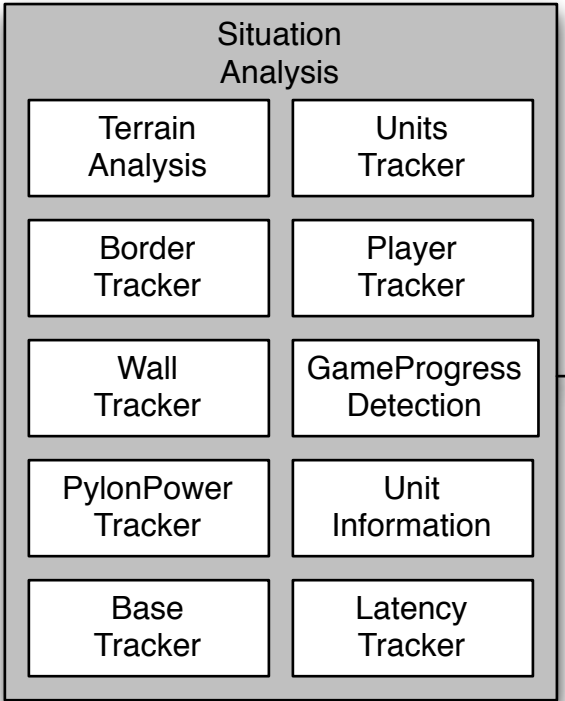 Situation
Analysis
Terrain
Analysis
Units
Tracker
Border
Tracker
Player
Tracker
Wall
Tracker
GameProgress
Detection
PylonPower
Tracker
Unit
Information
Base
Tracker
Latency
Tracker